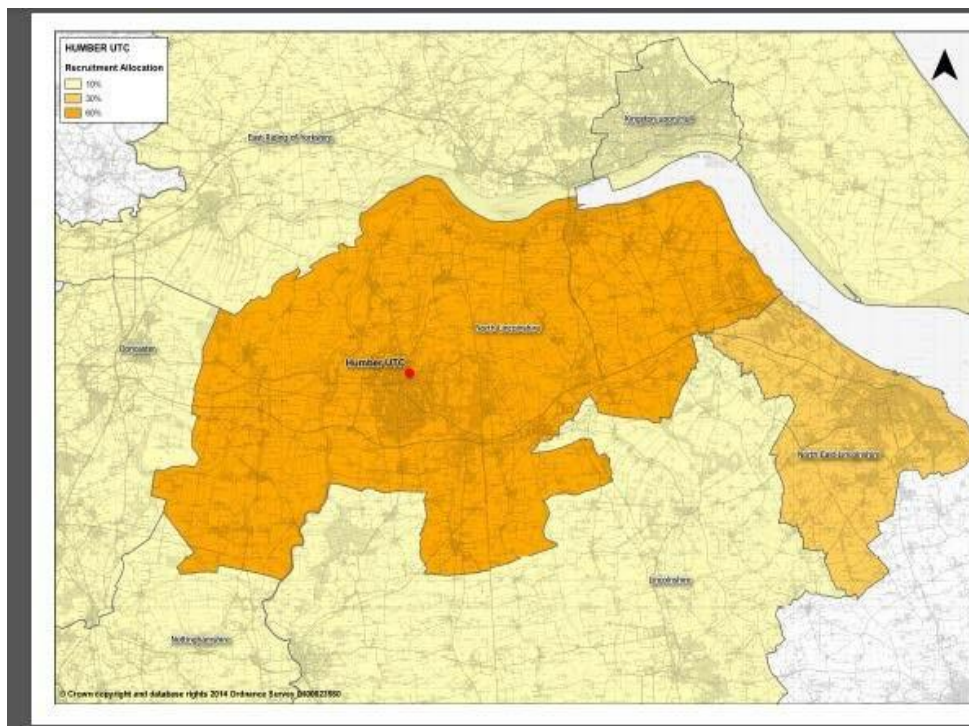 HUMBER UTC
Recruitment Allocation
10%
30%
60%
East Riding of Yorkshire
Kingston upon Hull
Doncaster
North Lincolnshire
Humber UTC
North East Lincolnshire
Lincolnshire
Nottinghamshire
© Crown copyright and database rights 2014 Ordnance Survey